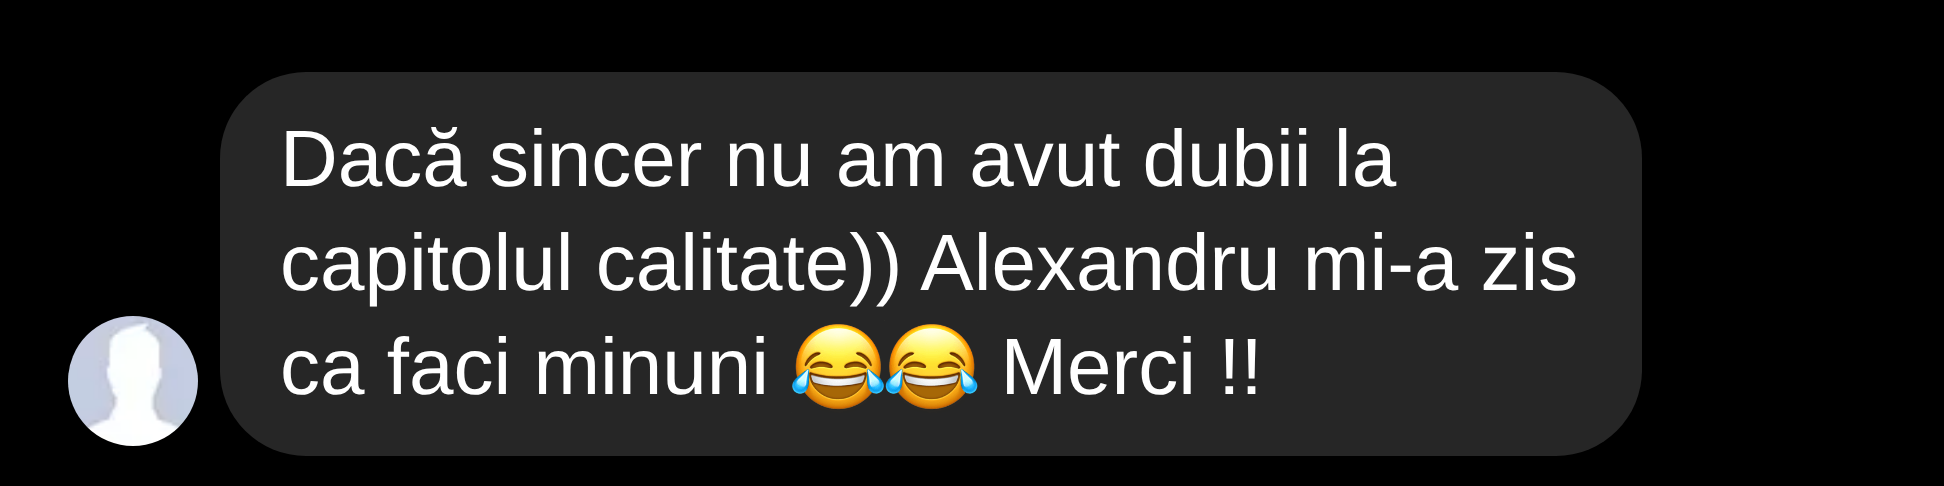 Dacă sincer nu am avut dubii la
capitolul calitate)) Alexandru mi-a zis
ca faci minuni 😂😂 Merci !!